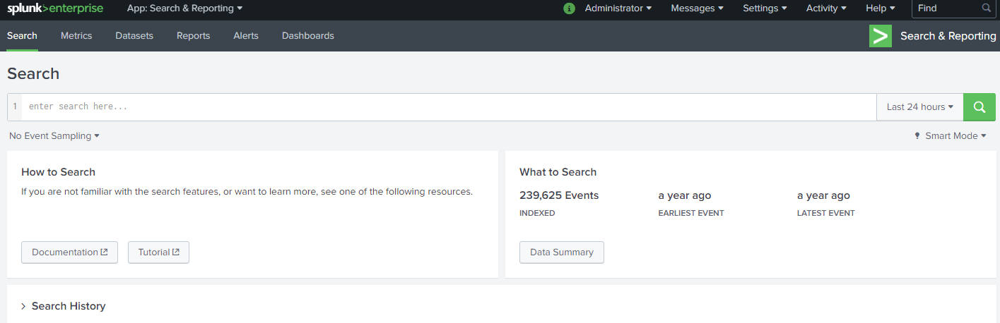 splunk>enterprise App: Search & Reporting i Administrator Messages Settings Activity Help Find
Search Metrics Datasets Reports Alerts Dashboards > Search & Reporting
Search
1 enter search here... Last 24 hours
No Event Sampling Smart Mode
How to Search
If you are not familiar with the search features, or want to learn more, see one of the following resources.
Documentation Tutorial
What to Search
239,625 Events a year ago a year ago
INDEXED EARLIEST EVENT LATEST EVENT
Data Summary
> Search History